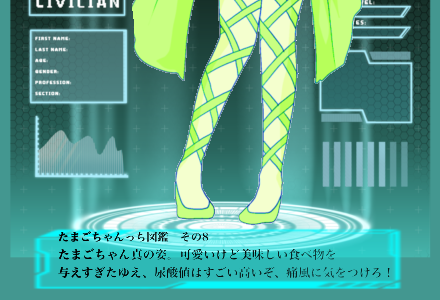 CIVILIAN
FIRST NAME:
LAST NAME:
AGE:
GENDER:
PROFESSION:
SECTION:
たまごちゃんっち図鑑　その8
たまごちゃん真の姿。可愛いけど美味しい食べ物を
与えすぎたゆえ、尿酸値はすごい高いぞ、痛風に気をつけろ！